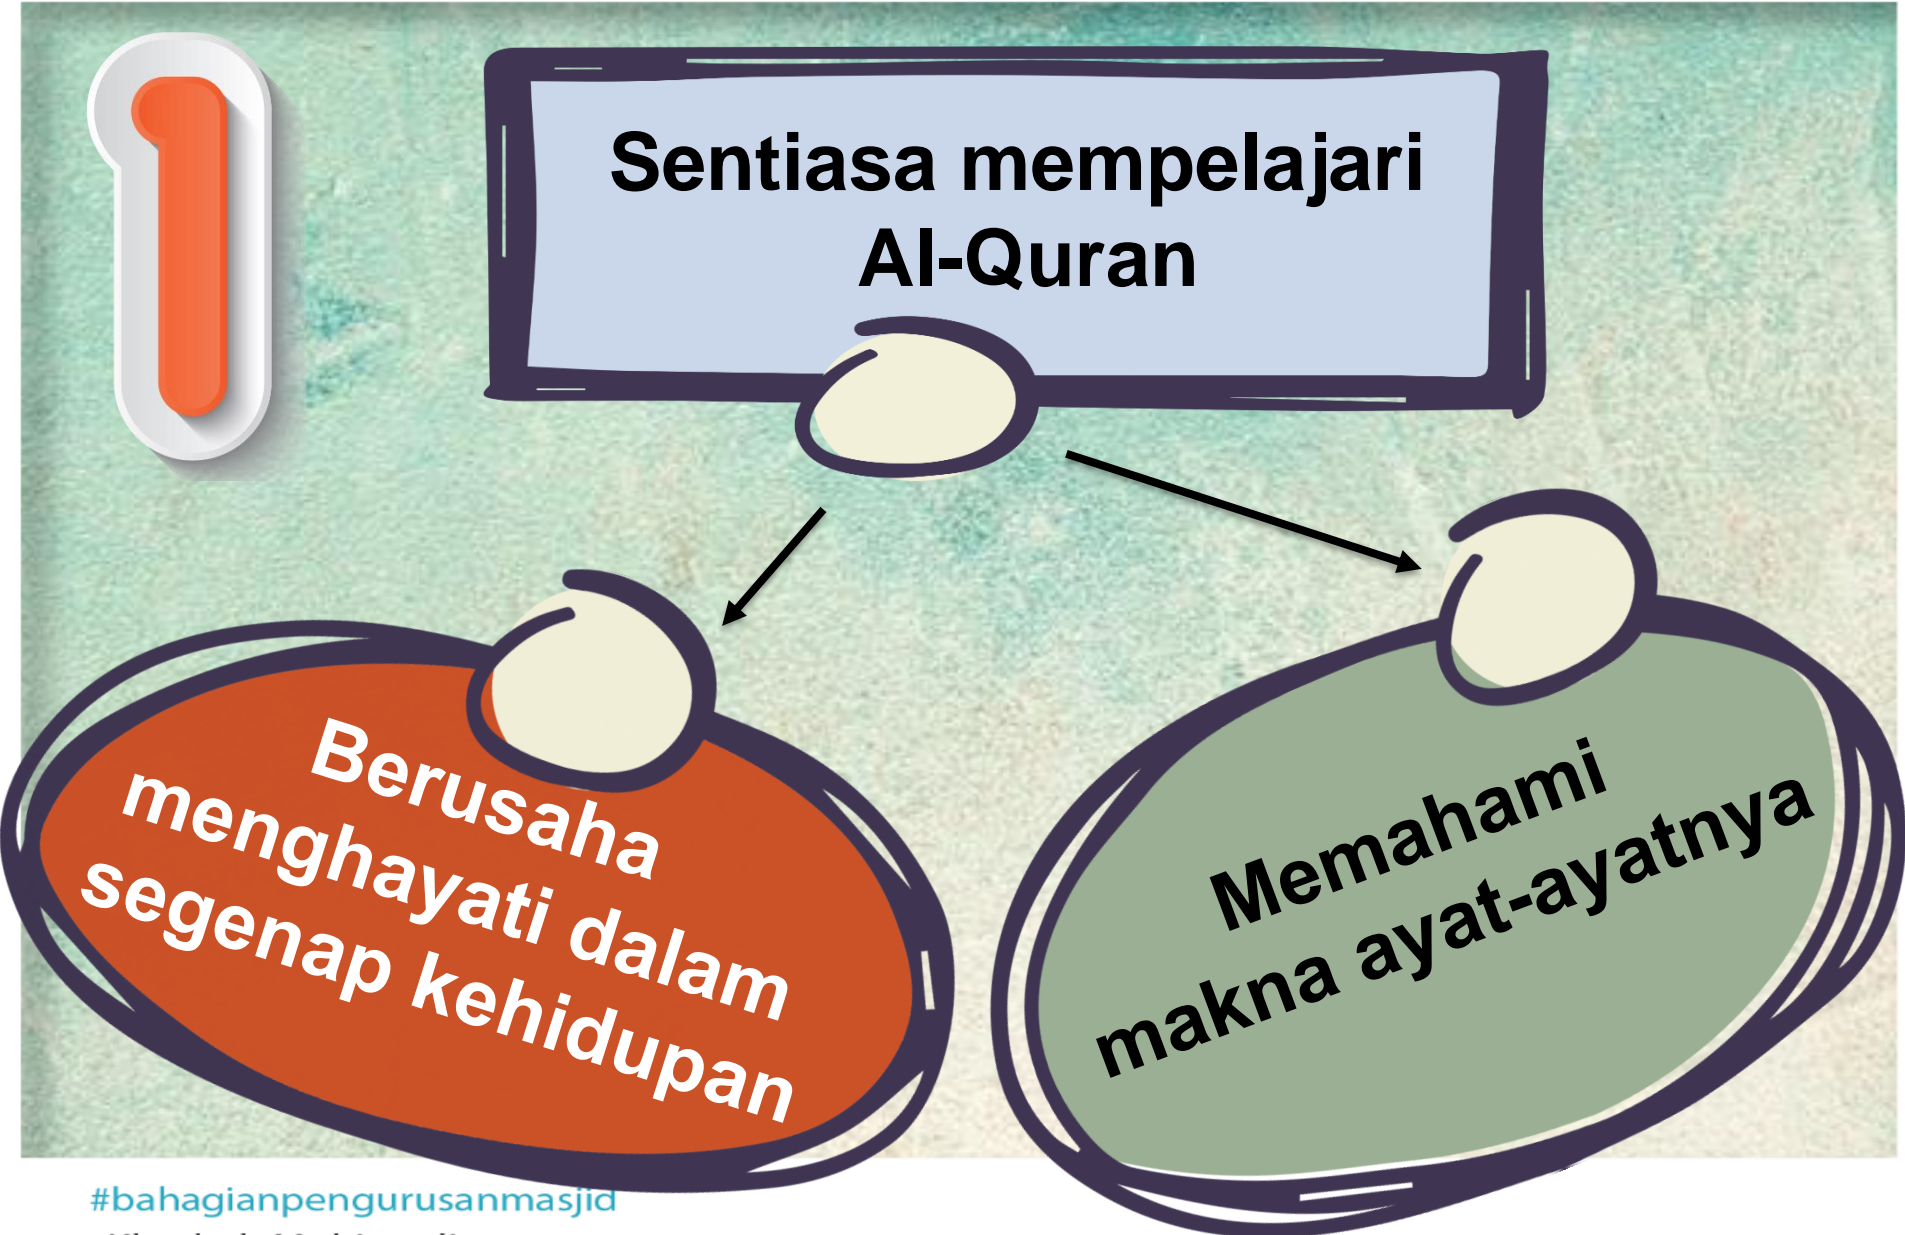 1
Sentiasa mempelajari
Al-Quran
Berusaha
menghayati dalam
segenap kehidupan
Memahami
makna ayat-ayatnya
#bahagianpengurusanmasjid